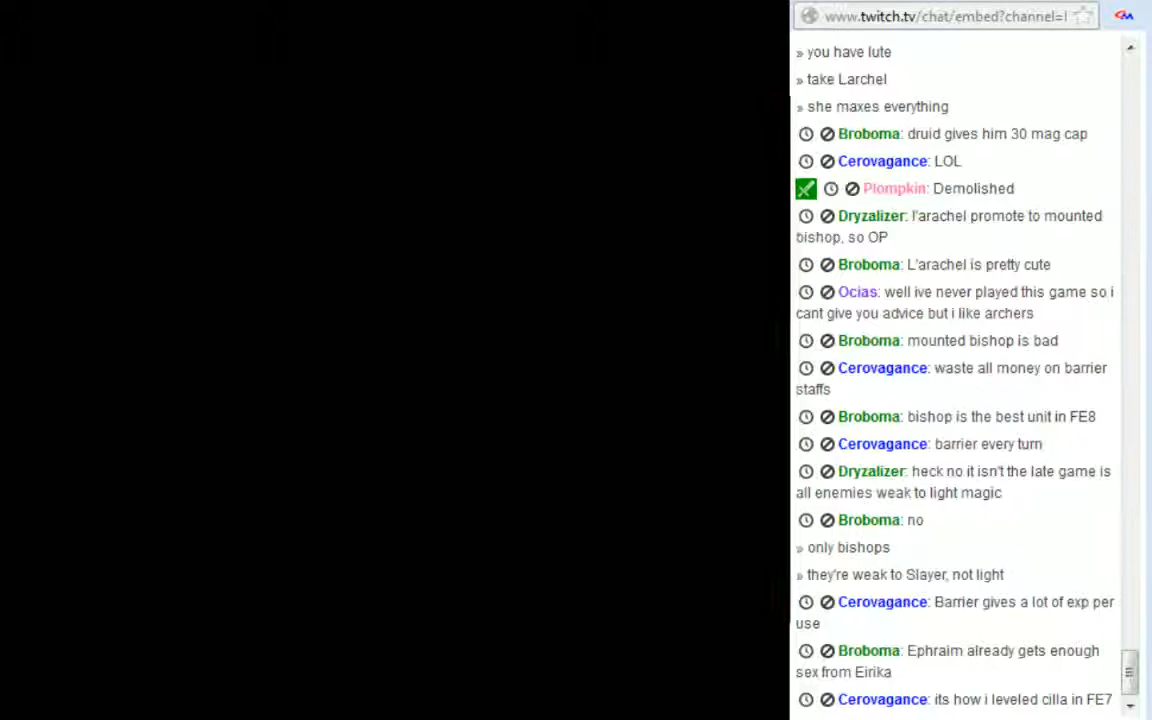 www.twitch.tv/chat/embed?channel=l
» you have lute
» take Larchel
» she maxes everything
Broboma: druid gives him 30 mag cap
Cerovagance: LOL
Plompkin: Demolished
Dryzalizer: l'arachel promote to mounted
bishop, so OP
Broboma: L'arachel is pretty cute
Ocias: well ive never played this game so i
cant give you advice but i like archers
Broboma: mounted bishop is bad
Cerovagance: waste all money on barrier
staffs
Broboma: bishop is the best unit in FE8
Cerovagance: barrier every turn
Dryzalizer: heck no it isn't the late game is
all enemies weak to light magic
Broboma: no
» only bishops
» they're weak to Slayer, not light
Cerovagance: Barrier gives a lot of exp per
use
Broboma: Ephraim already gets enough
sex from Eirika
Cerovagance: its how i leveled cilla in FE7